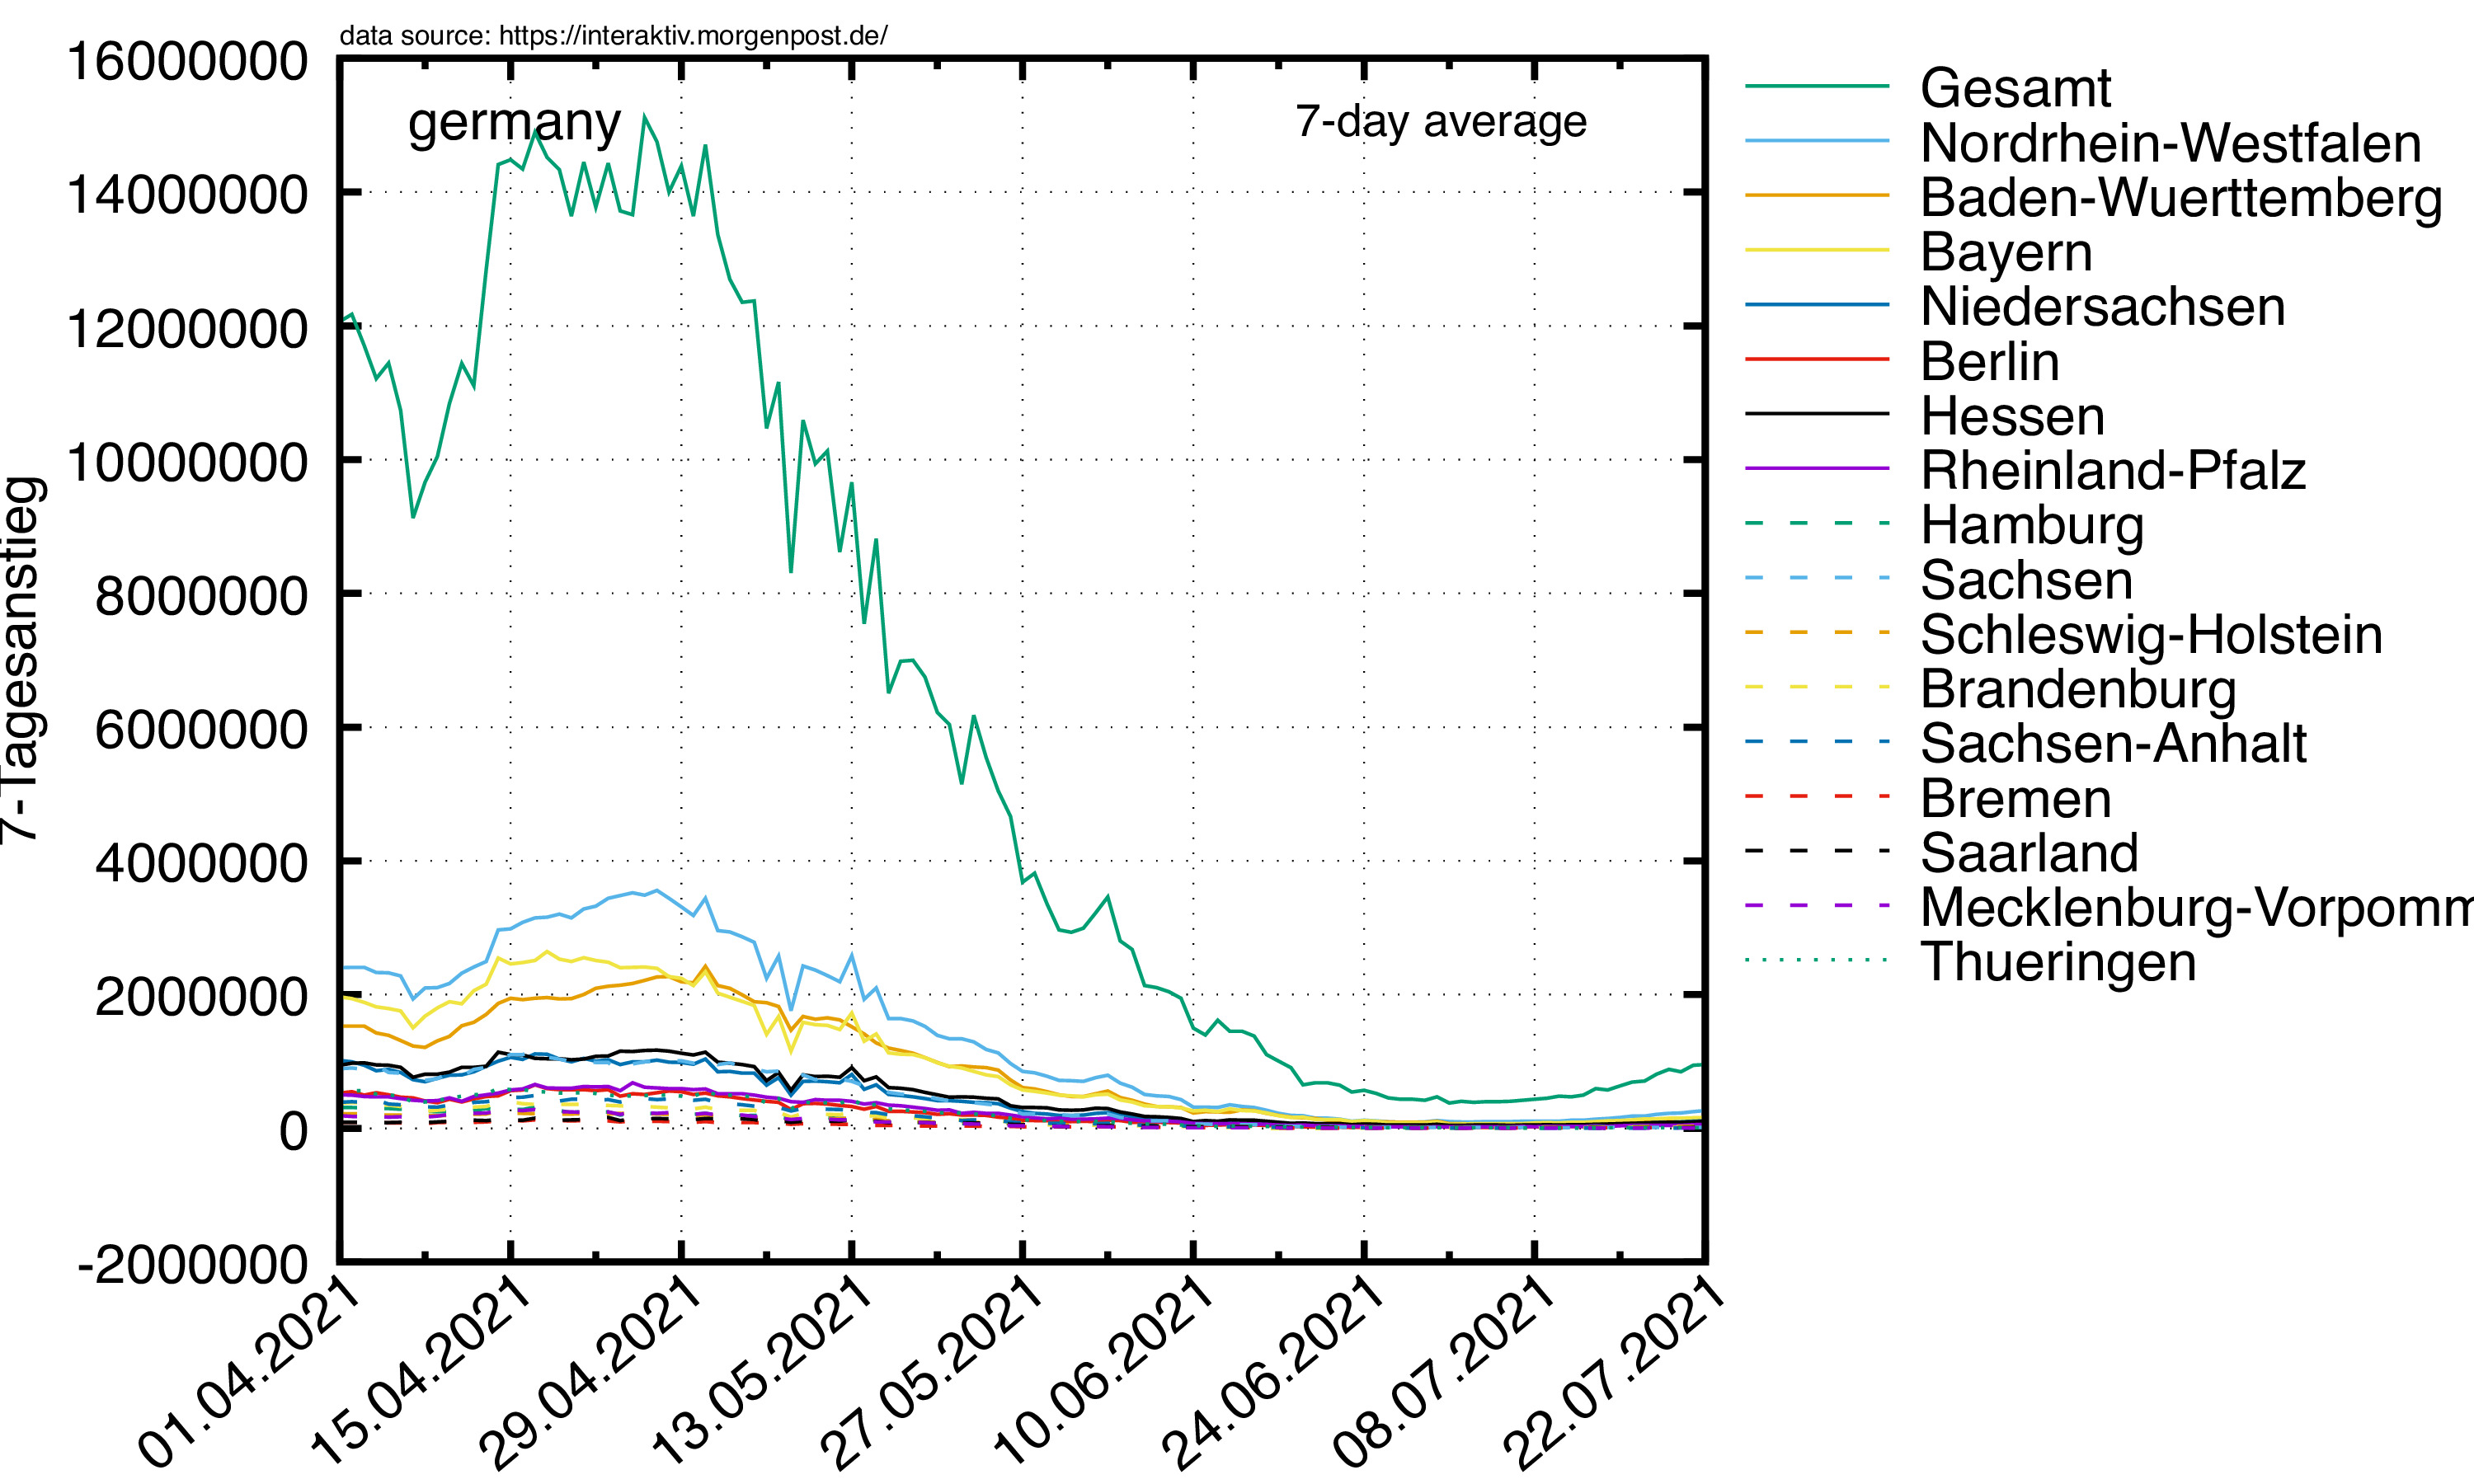 data source: https://interaktiv.morgenpost.de/
germany
7-day average
7-Tagesanstieg
16000000
14000000
12000000
10000000
8000000
6000000
4000000
2000000
0
-2000000
01.04.2021
15.04.2021
29.04.2021
13.05.2021
27.05.2021
10.06.2021
24.06.2021
08.07.2021
22.07.2021
Gesamt
Nordrhein-Westfalen
Baden-Wuerttemberg
Bayern
Niedersachsen
Berlin
Hessen
Rheinland-Pfalz
Hamburg
Sachsen
Schleswig-Holstein
Brandenburg
Sachsen-Anhalt
Bremen
Saarland
Mecklenburg-Vorpomm
Thueringen